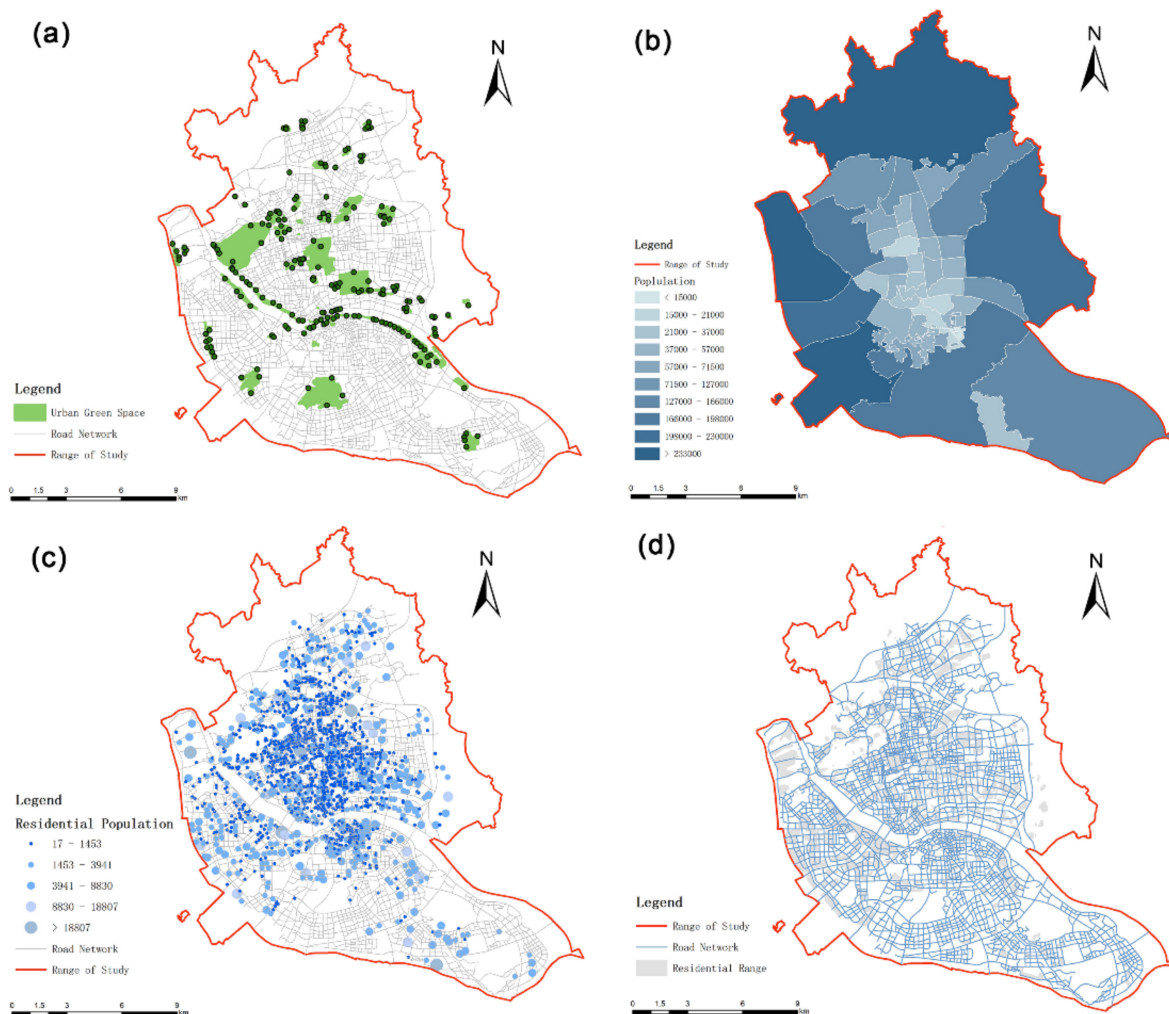 (a)
N
Legend
Urban Green Space
Road Network
Range of Study
0 1.5 3 6 9
km
(b)
N
Legend
Range of Study
Poplulation
< 15000
15000 - 21000
21000 - 37000
37000 - 57000
57000 - 71500
71500 - 127000
127000 - 166000
166000 - 198000
198000 - 230000
> 233000
0 1.5 3 6 9
km
(c)
N
Legend
Residential Population
17 - 1453
1453 - 3941
3941 - 8830
8830 - 18807
> 18807
Road Network
Range of Study
0 1.5 3 6 9
km
(d)
N
Legend
Range of Study
Road Network
Residential Range
0 1.5 3 6 9
km